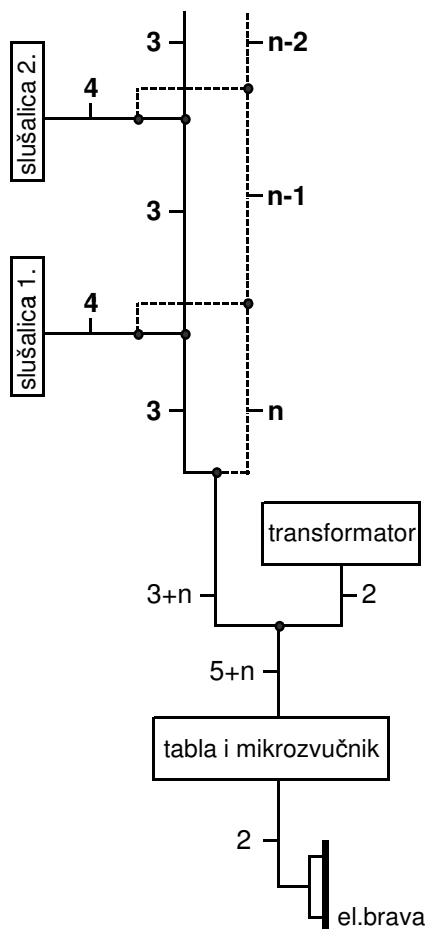 3
n-2
slušalica 2.
4
3
n-1
slušalica 1.
4
3
n
transformator
3+n
2
5+n
tabla i mikrozvučnik
2
el.brava